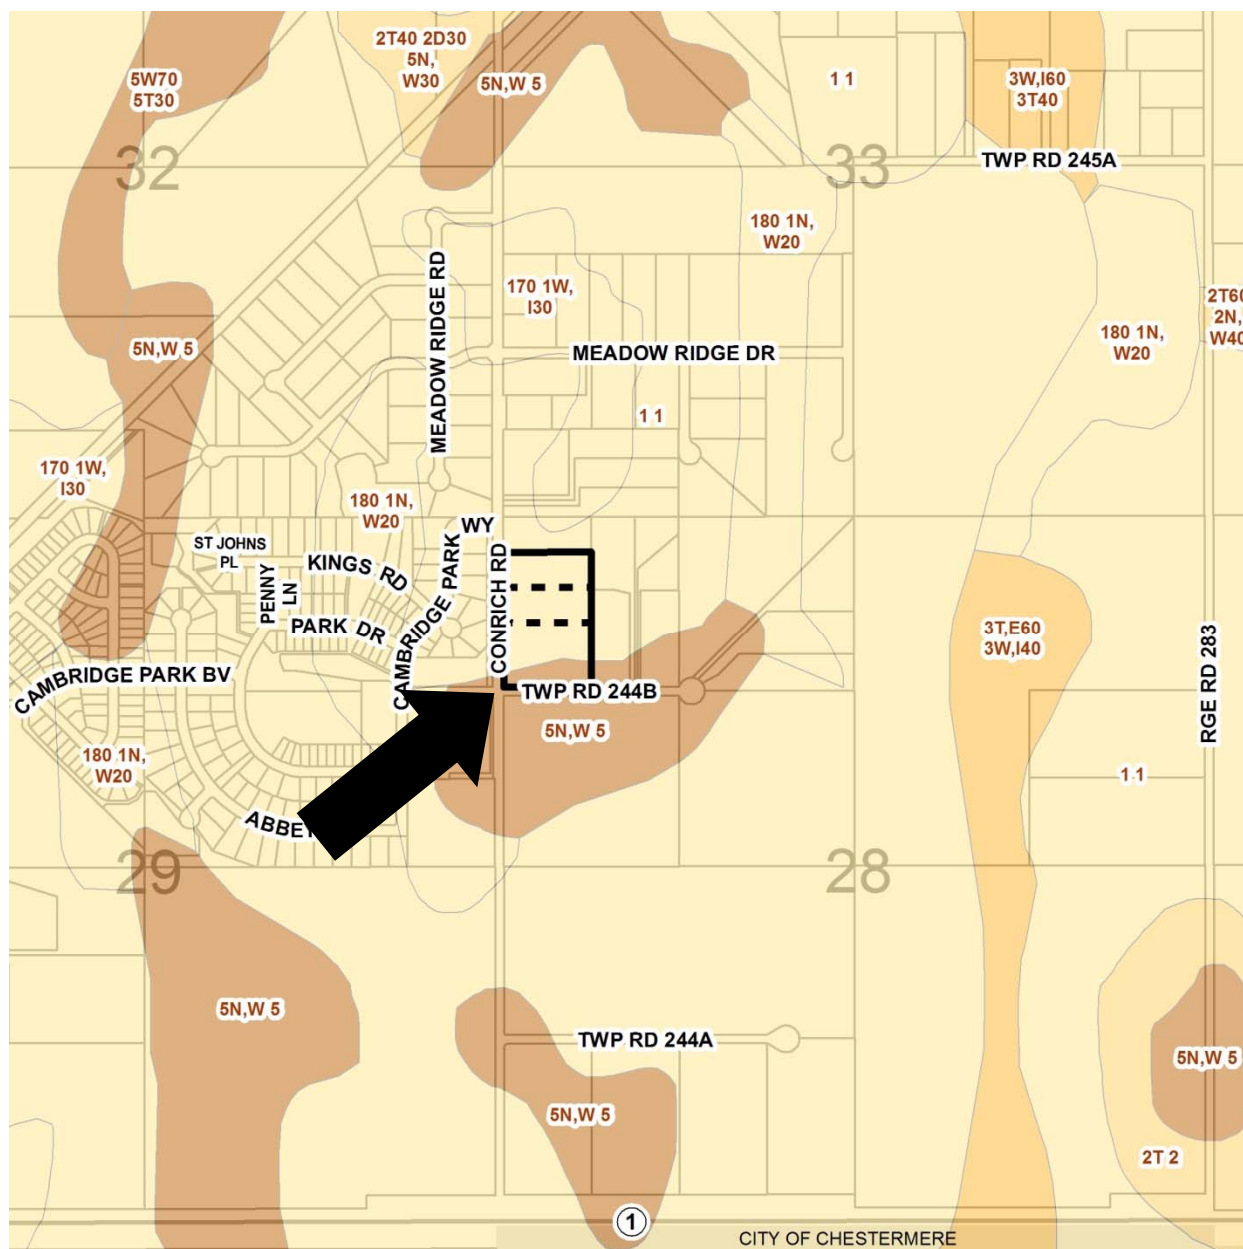 2T40 2D30
5N,
W30
5W70
5T30
5N,W 5
1 1
3W,I60
3T40
32
33
TWP RD 245A
180 1N,
W20
MEADOW RIDGE RD
170 1W,
I30
2T60
2N,
W40
5N,W 5
MEADOW RIDGE DR
180 1N,
W20
1 1
170 1W,
I30
180 1N,
W20
WY
ST JOHNS
PL
KINGS RD
CAMBRIDGE PARK
CONRICH RD
PENNY
LN
PARK DR
3T,E60
3W,I40
CAMBRIDGE PARK BV
RGE RD 283
TWP RD 244B
5N,W 5
180 1N,
W20
1 1
ABBEY
29
28
5N,W 5
TWP RD 244A
5N,W 5
5N,W 5
2T 2
1
CITY OF CHESTERMERE